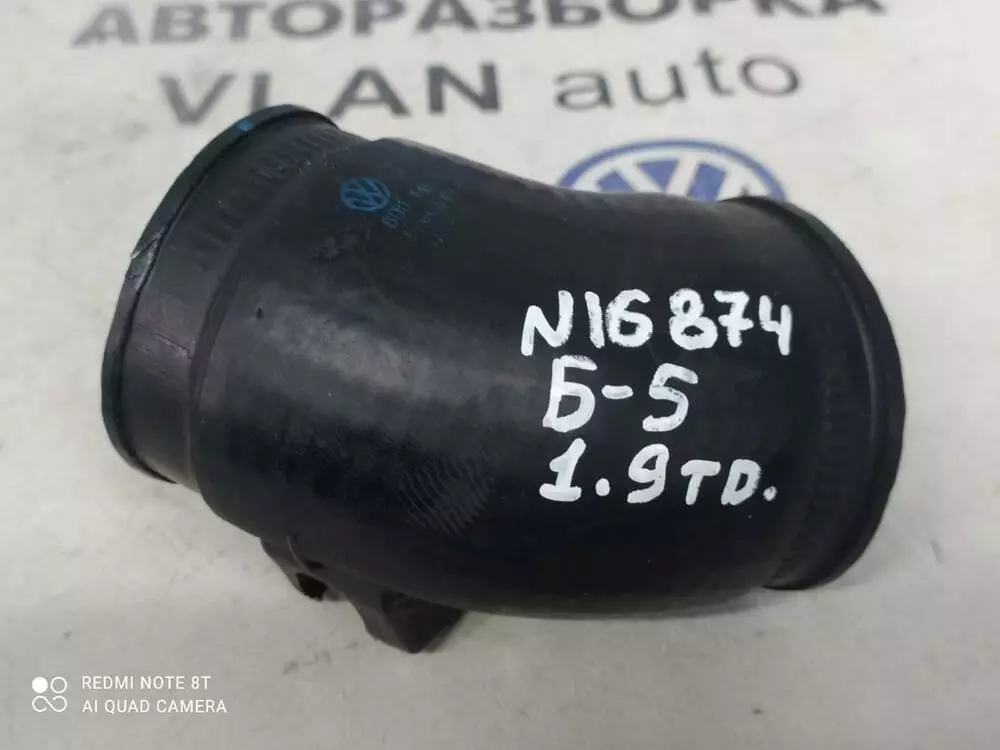 АВТОРАЗБОРКА
VLAN auto
N16874
Б-5
1.9TD.
REDMI NOTE 8T
AI QUAD CAMERA